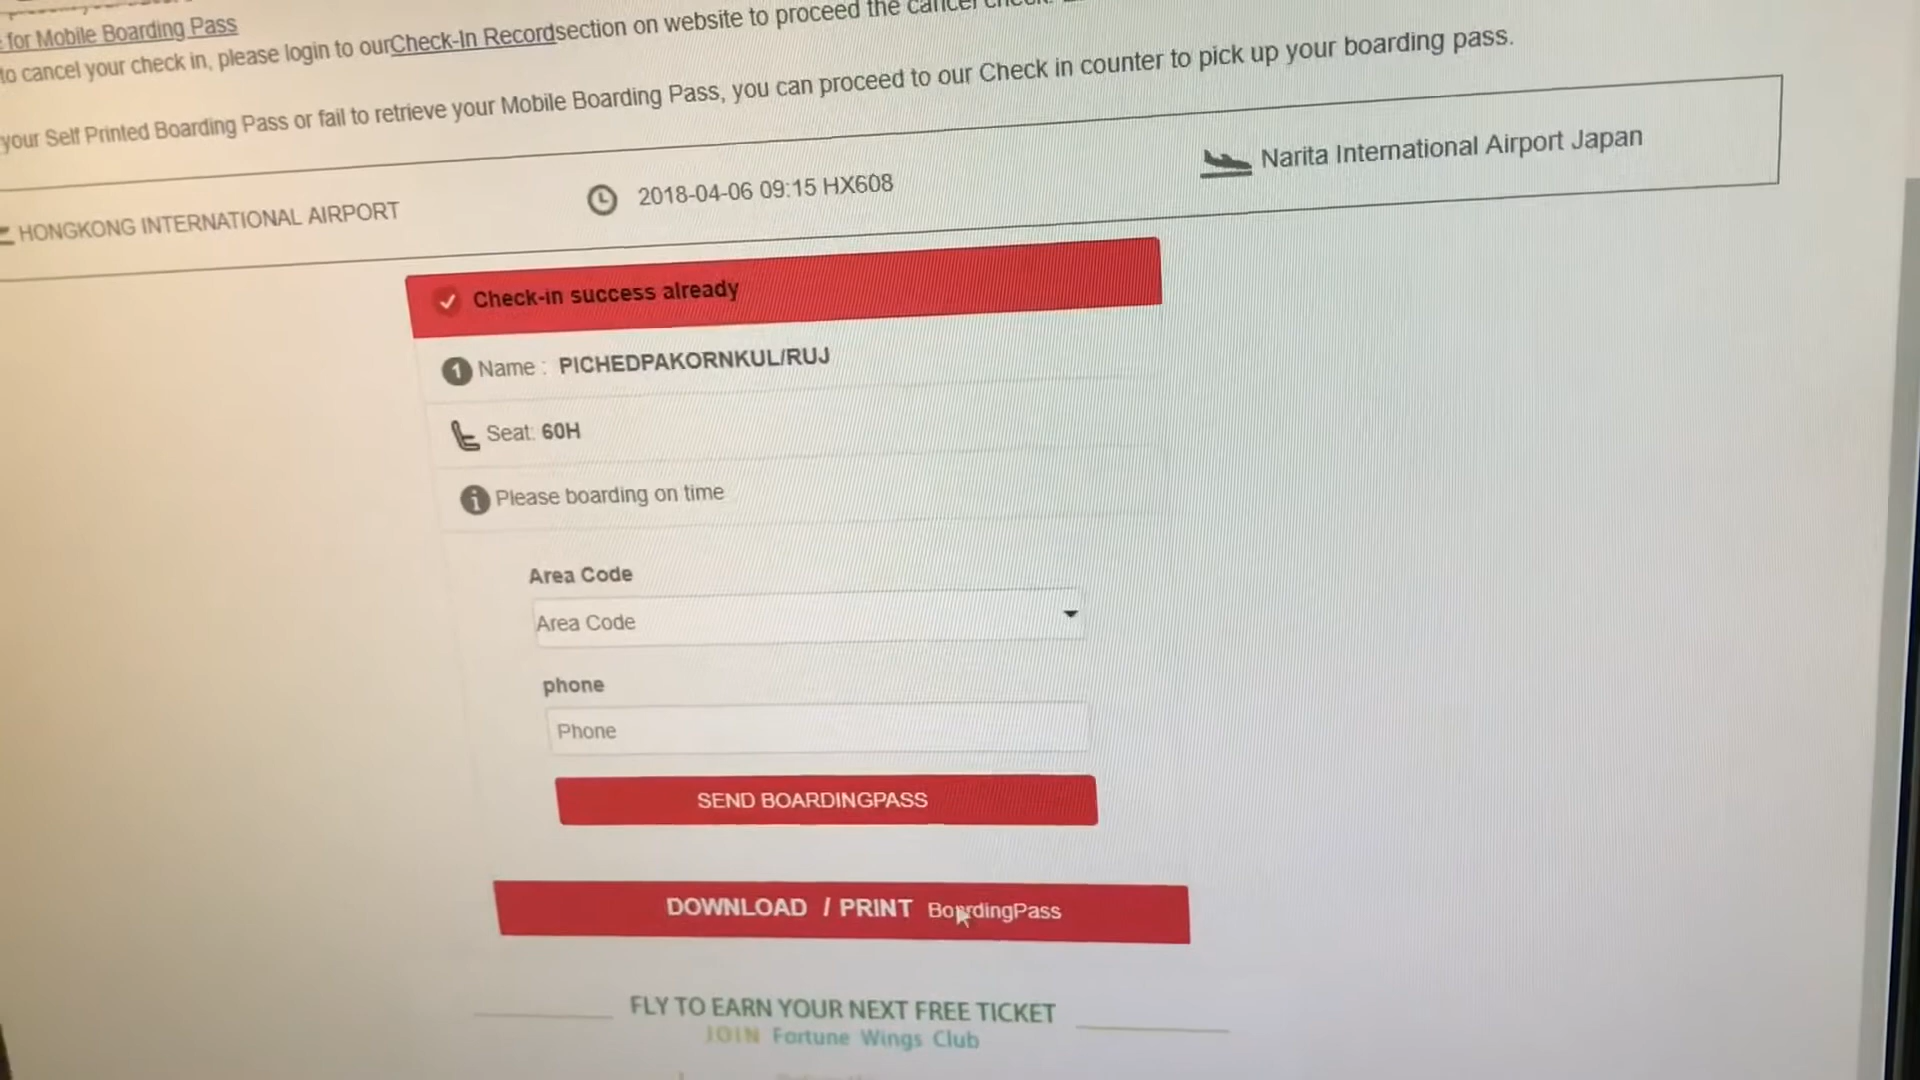 for Mobile Boarding Pass
to cancel your check in, please login to ourCheck-In Recordsection on website to proceed the cancel
your Self Printed Boarding Pass or fail to retrieve your Mobile Boarding Pass, you can proceed to our Check in counter to pick up your boarding pass.
HONGKONG INTERNATIONAL AIRPORT 2018-04-06 09:15 HX608 Narita International Airport Japan
Check-in success already
1 Name : PICHEDPAKORNKUL/RUJ
Seat: 60H
Please boarding on time
Area Code
Area Code
phone
Phone
SEND BOARDINGPASS
DOWNLOAD / PRINT BoardingPass
FLY TO EARN YOUR NEXT FREE TICKET
JOIN Fortune Wings Club